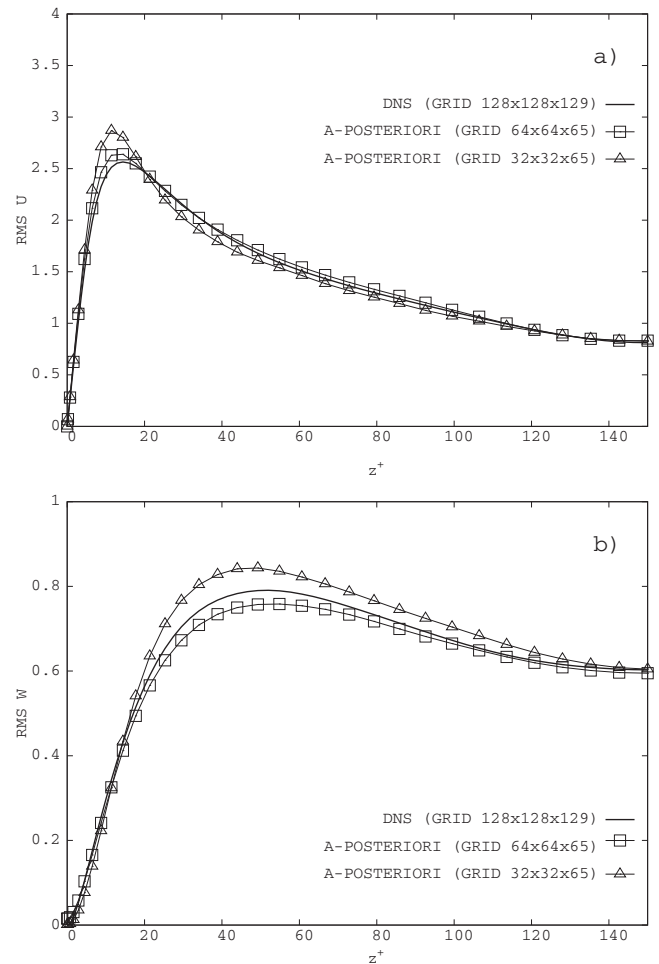 4
3.5
3
2.5
2
1.5
1
0.5
0
RMS U
a)
DNS (GRID 128x128x129)
A-POSTERIORI (GRID 64x64x65)
A-POSTERIORI (GRID 32x32x65)
0 20 40 60 80 100 120 140
z+
1
0.8
0.6
0.4
0.2
0
RMS W
b)
DNS (GRID 128x128x129)
A-POSTERIORI (GRID 64x64x65)
A-POSTERIORI (GRID 32x32x65)
0 20 40 60 80 100 120 140
z+